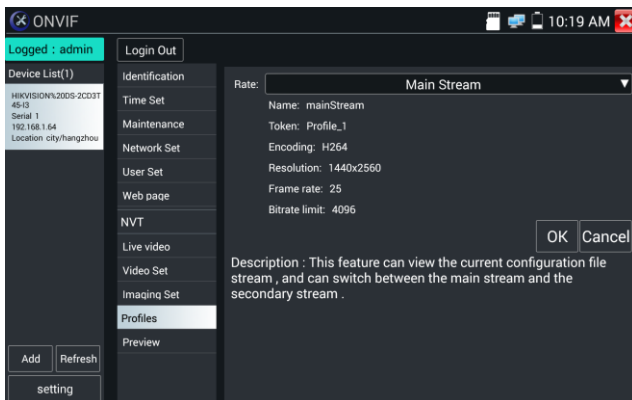 ONVIF
10:19 AM
Logged : admin
Login Out
Device List(1)
HIKVISION%20DS-2CD3T
45-I3
Serial 1
192.168.1.64
Location city/hangzhou
Add
Refresh
setting
Identification
Time Set
Maintenance
Network Set
User Set
Web page
NVT
Live video
Video Set
Imaging Set
Profiles
Preview
Rate:
Main Stream
Name: mainStream
Token: Profile_1
Encoding: H264
Resolution: 1440x2560
Frame rate: 25
Bitrate limit: 4096
OK
Cancel
Description : This feature can view the current configuration file
stream , and can switch between the main stream and the
secondary stream .